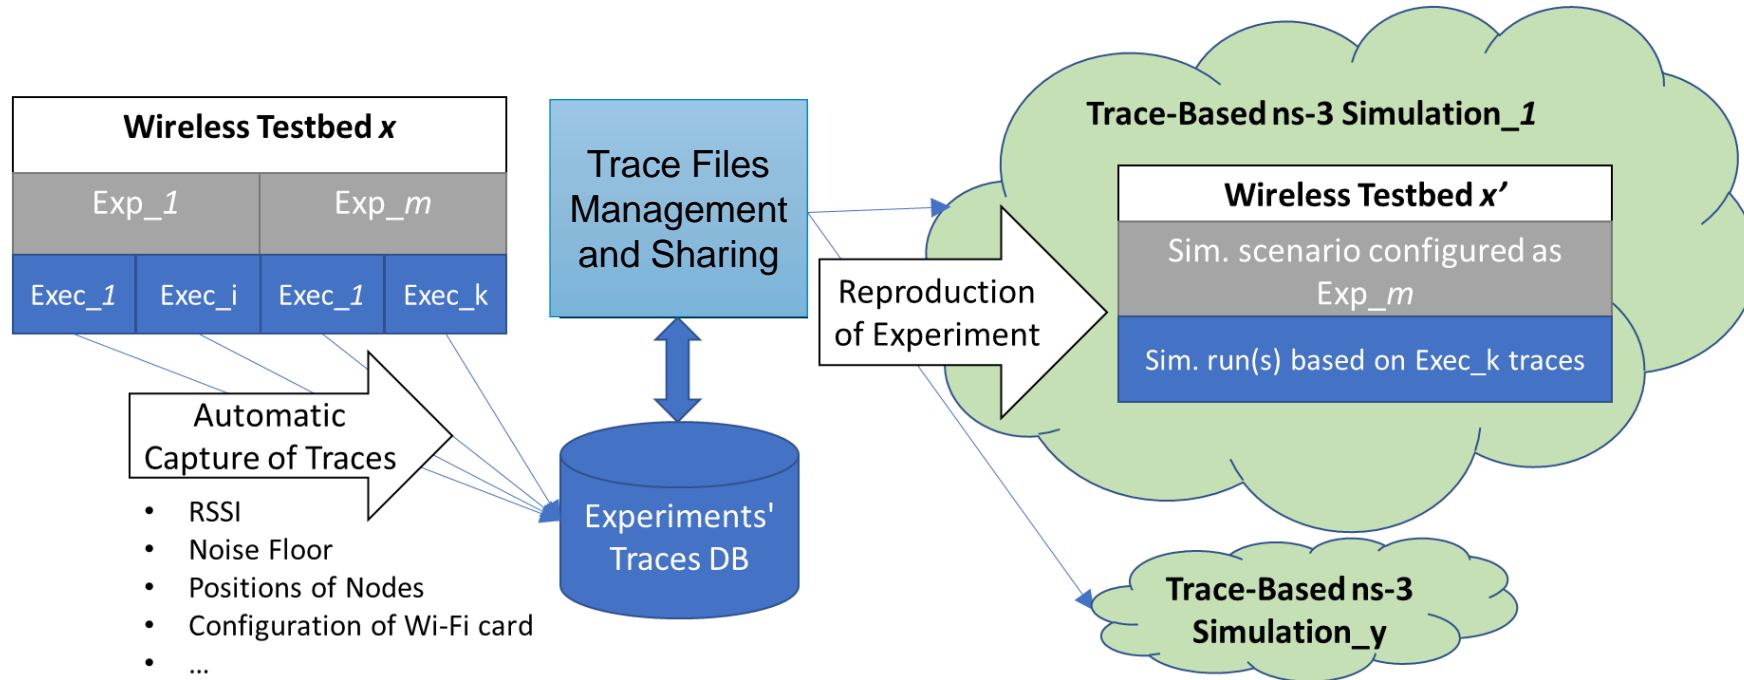 Wireless Testbed x
Exp_1
Exp_m
Exec_1
Exec_i
Exec_1
Exec_k
Automatic
Capture of Traces
• RSSI
• Noise Floor
• Positions of Nodes
• Configuration of Wi-Fi card
• ...
Trace Files
Management
and Sharing
Experiments'
Traces DB
Reproduction
of Experiment
Trace-Based ns-3 Simulation_1
Wireless Testbed x’
Sim. scenario configured as
Exp_m
Sim. run(s) based on Exec_k traces
Trace-Based ns-3
Simulation_y